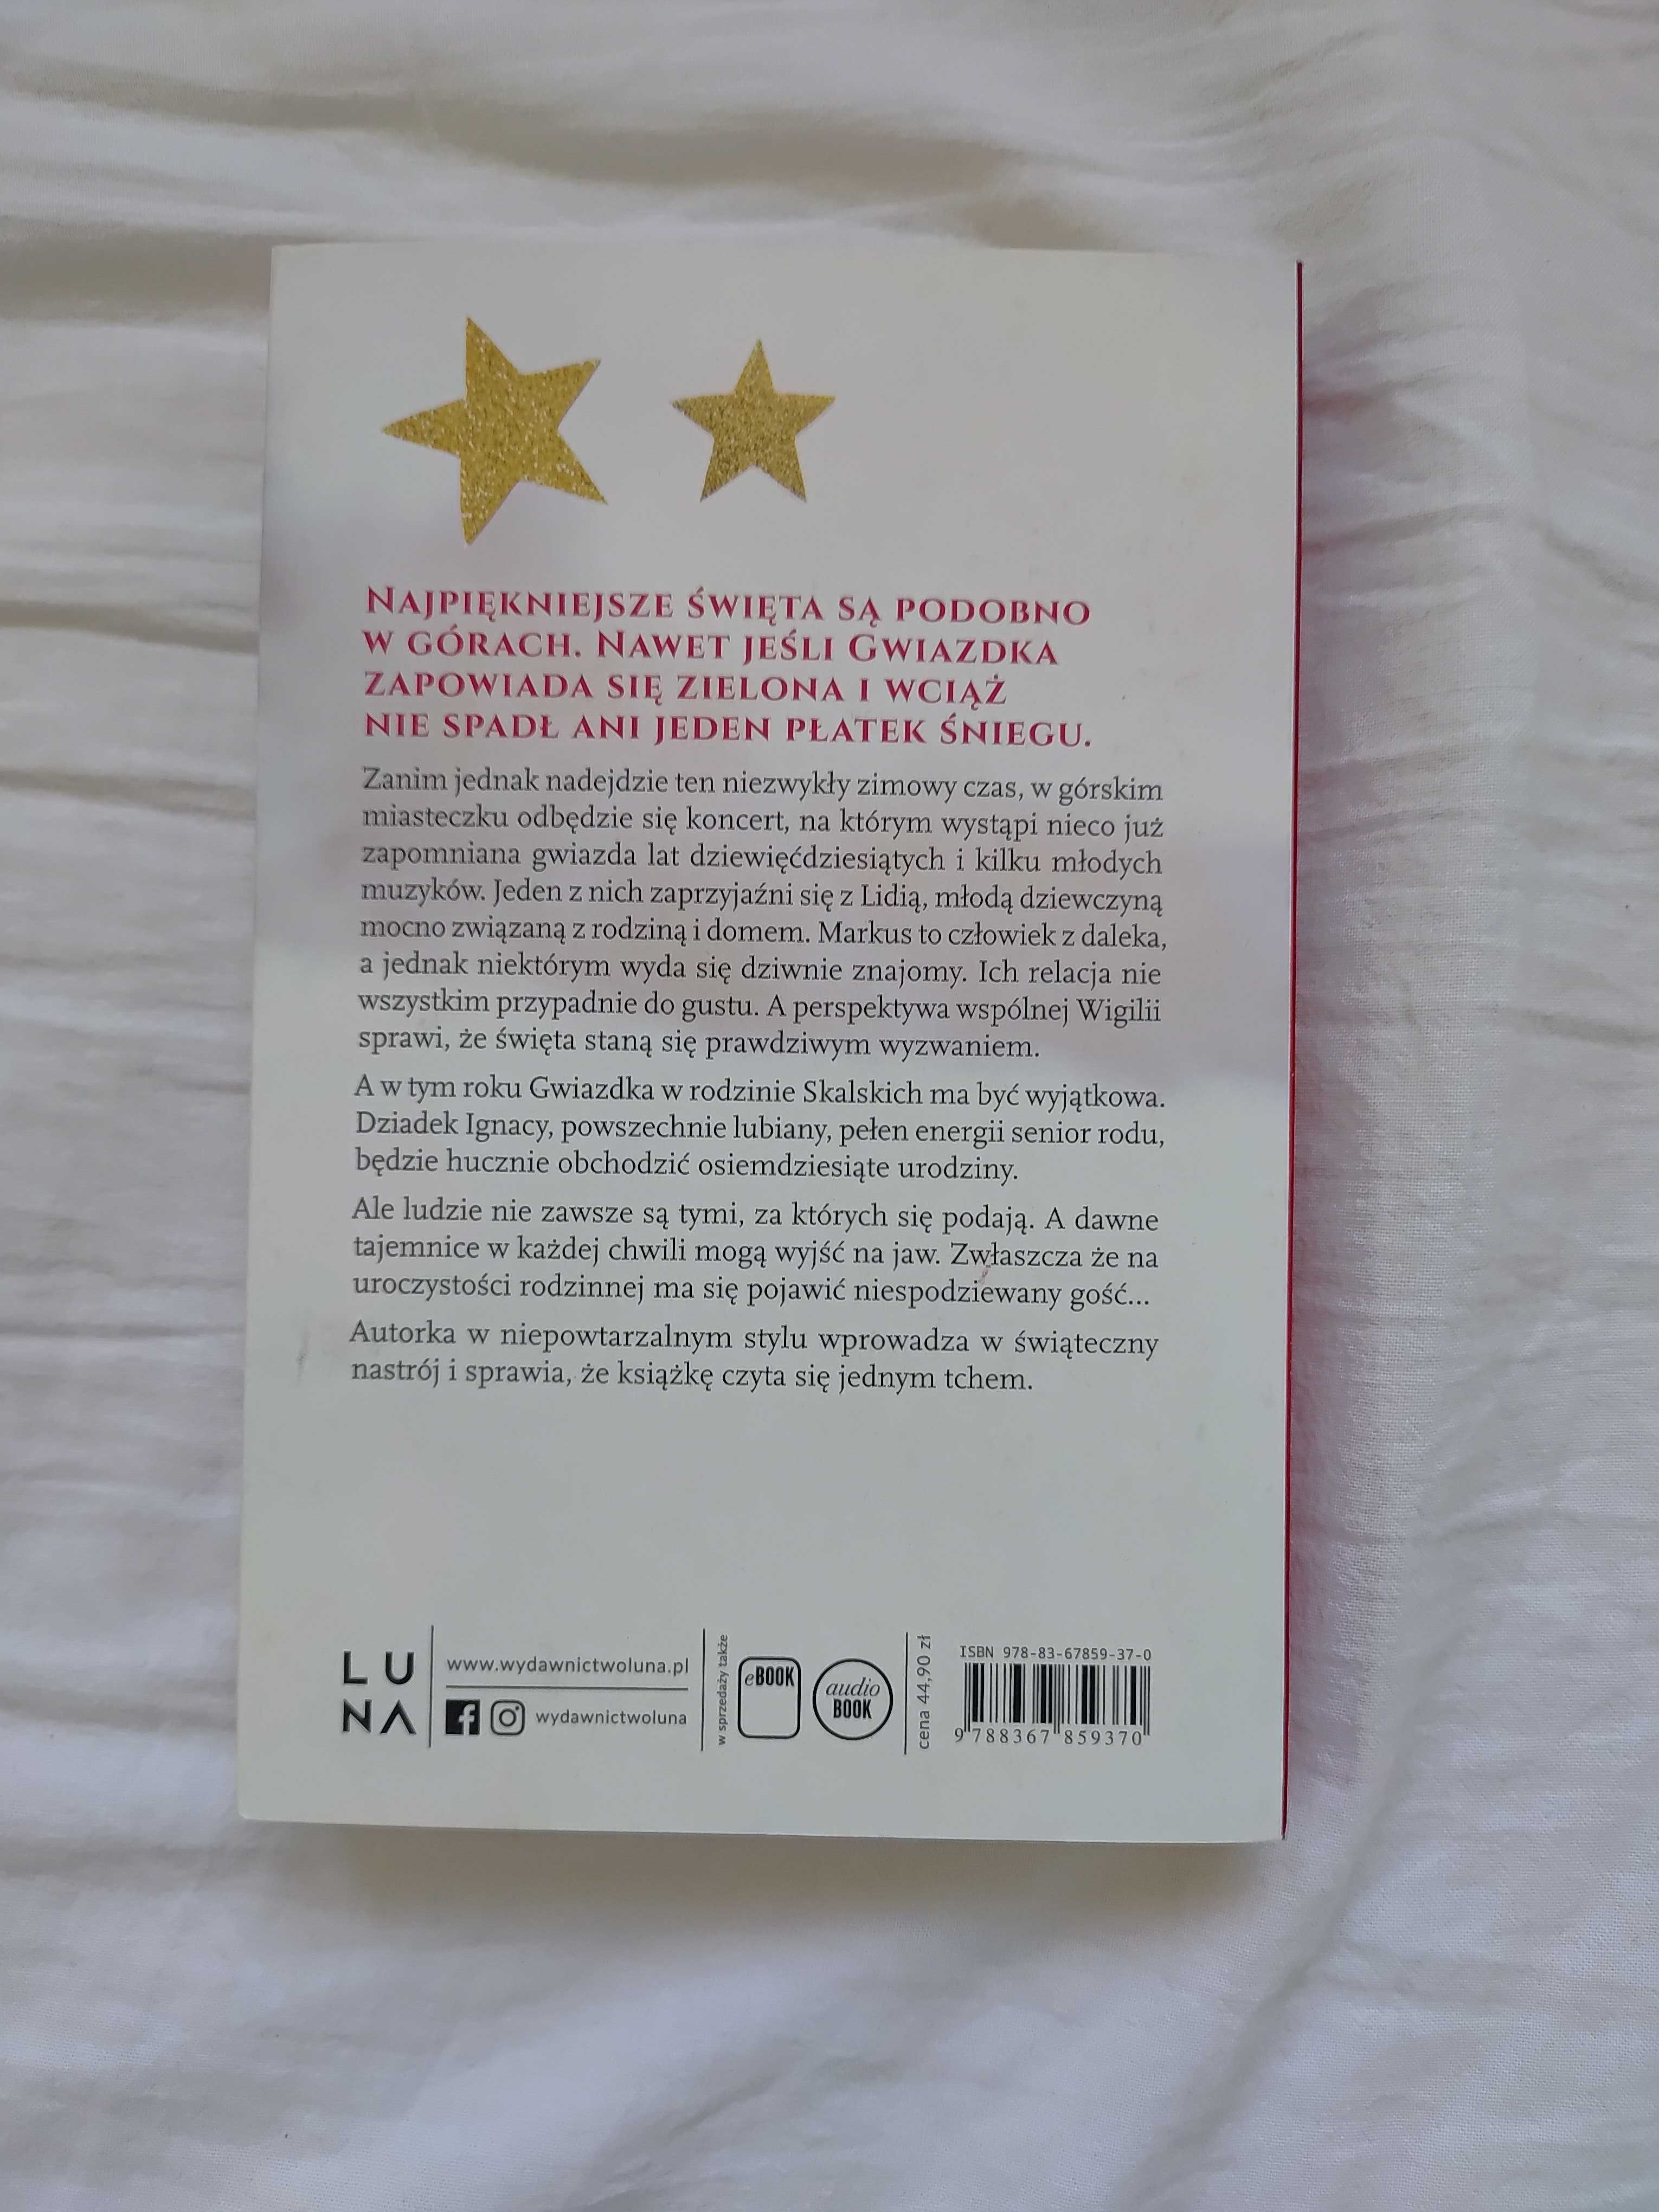 Najpiękniejsze święta są podobno
w górach. Nawet jeśli Gwiazdka
zapowiada się zielona i wciąż
nie spadł ani jeden płatek śniegu.
Zanim jednak nadejdzie ten niezwykły zimowy czas, w górskim
miasteczku odbędzie się koncert, na którym wystąpi nieco już
zapomniana gwiazda lat dziewięćdziesiątych i kilku młodych
muzyków. Jeden z nich zaprzyjaźni się z Lidią, młodą dziewczyną
mocno związaną z rodziną i domem. Markus to człowiek z daleka,
a jednak niektórym wyda się dziwnie znajomy. Ich relacja nie
wszystkim przypadnie do gustu. A perspektywa wspólnej Wigilii
sprawi, że święta staną się prawdziwym wyzwaniem.
A w tym roku Gwiazdka w rodzinie Skalskich ma być wyjątkowa.
Dziadek Ignacy, powszechnie lubiany, pełen energii senior rodu,
będzie hucznie obchodzić osiemdziesiąte urodziny.
Ale ludzie nie zawsze są tymi, za których się podają. A dawne
tajemnice w każdej chwili mogą wyjść na jaw. Zwłaszcza że na
uroczystości rodzinnej ma się pojawić niespodziewany gość...
Autorka w niepowtarzalnym stylu wprowadza w świąteczny
nastrój i sprawia, że książkę czyta się jednym tchem.
LU
NA
www.wydawnictwoluna.pl
wydawnictwoluna
w sprzedaży także
eBOOK
audio
BOOK
cena 44,90 zł
ISBN 978-83-67859-37-0
9 788367 859370